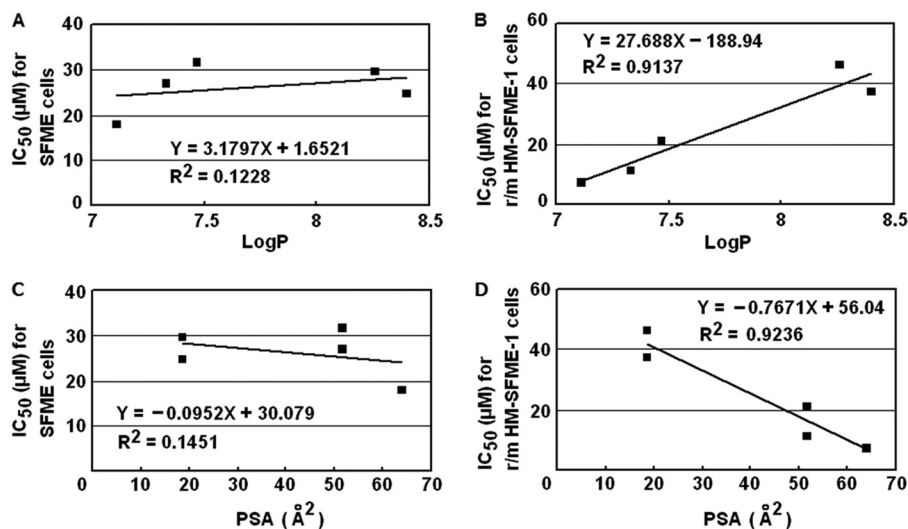 A
40
30
20
10
0
7
7.5
8
8.5
IC50 (µM) for
SFME cells
Y = 3.1797X + 1.6521
R2 = 0.1228
LogP
B
60
40
20
0
7
7.5
8
8.5
IC50 (µM) for
r/m HM-SFME-1 cells
Y = 27.688X − 188.94
R2 = 0.9137
LogP
C
40
30
20
10
0
0
10
20
30
40
50
60
70
IC50 (µM) for
SFME cells
Y = −0.0952X + 30.079
R2 = 0.1451
PSA (Å2)
D
60
40
20
0
0
10
20
30
40
50
60
70
IC50 (µM) for
r/m HM-SFME-1 cells
Y = −0.7671X + 56.04
R2 = 0.9236
PSA (Å2)